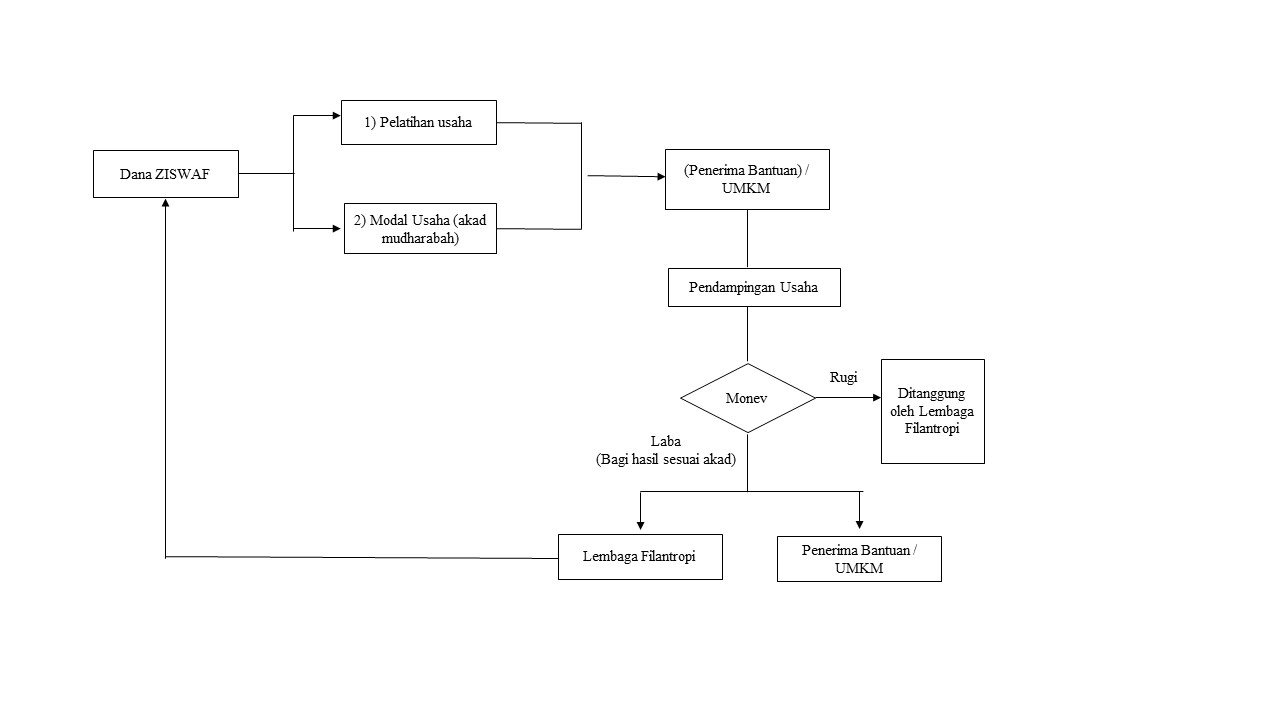 1) Pelatihan usaha
Dana ZISWAF
(Penerima Bantuan) /
UMKM
2) Modal Usaha (akad
mudharabah)
Pendampingan Usaha
Monev
Rugi
Ditanggung
oleh Lembaga
Filantropi
Laba
(Bagi hasil sesuai akad)
Lembaga Filantropi
Penerima Bantuan /
UMKM